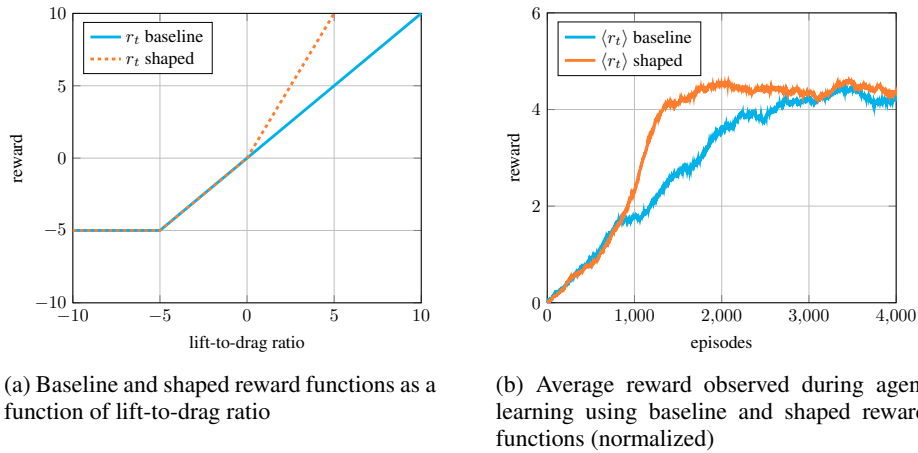 10
5
0
−5
−10
−10
−5
0
5
10
reward
lift-to-drag ratio
r_t baseline
r_t shaped
6
4
2
0
0
1,000
2,000
3,000
4,000
reward
episodes
⟨r_t⟩ baseline
⟨r_t⟩ shaped
(a) Baseline and shaped reward functions as a
function of lift-to-drag ratio
(b) Average reward observed during agen
learning using baseline and shaped rewar
functions (normalized)